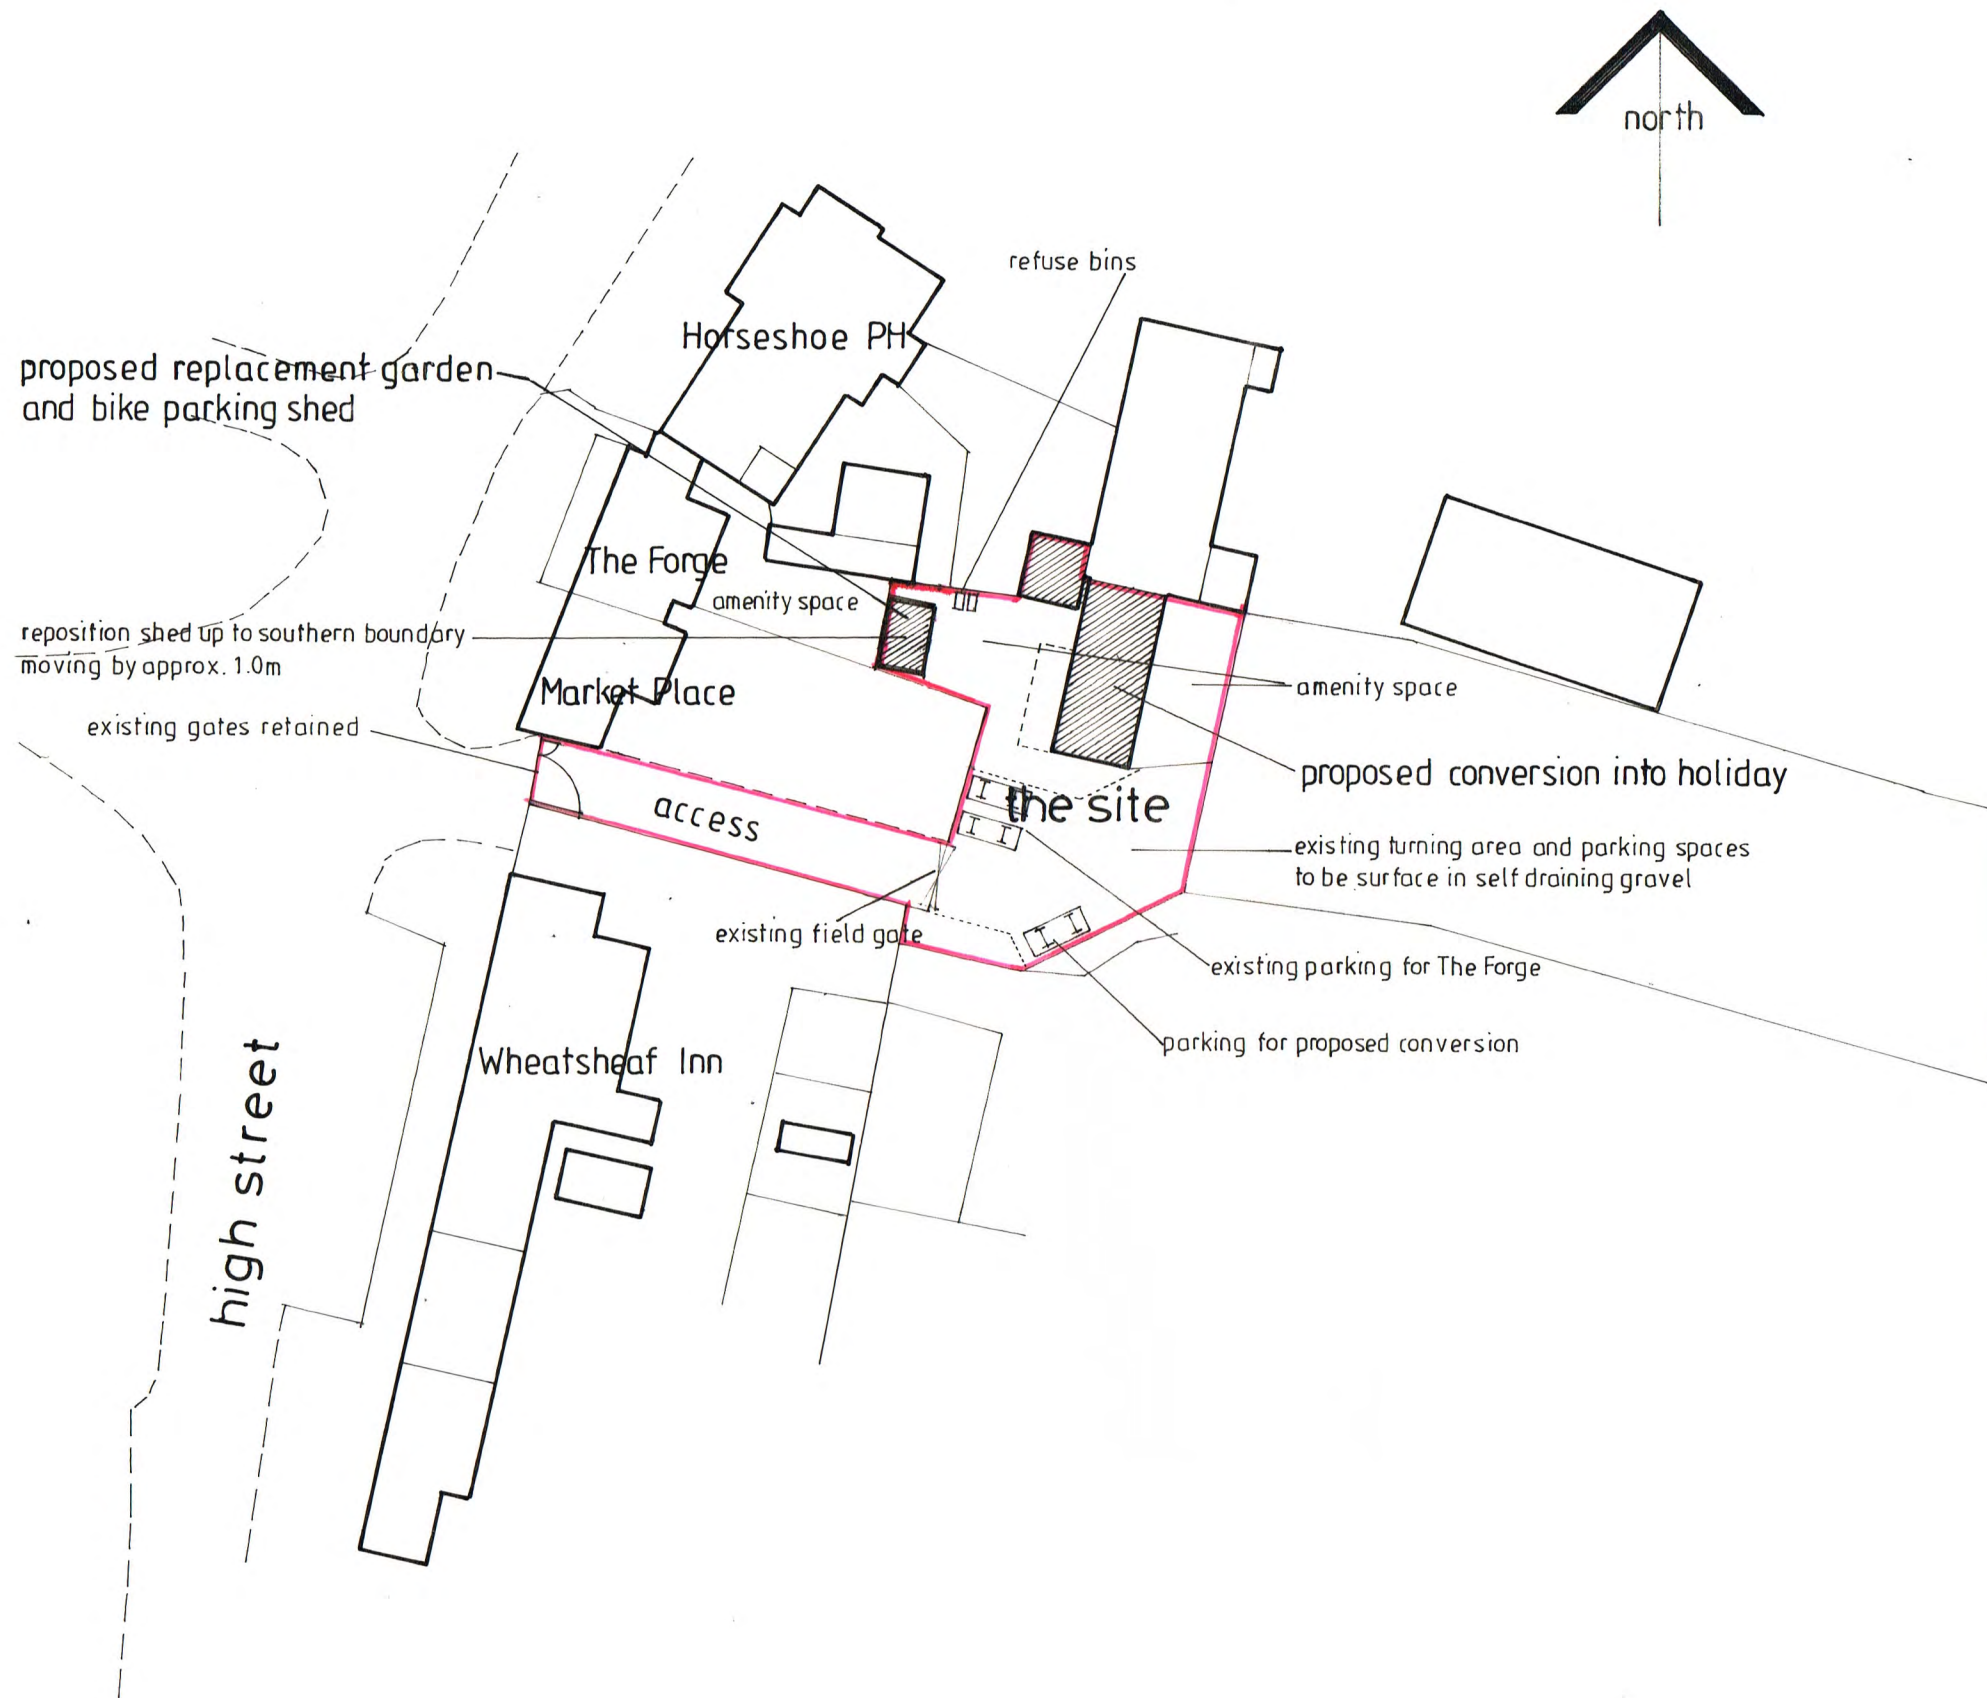 north
refuse bins
Horseshoe PH
proposed replacement garden
and bike parking shed
The Forge
amenity space
reposition shed up to southern boundary
moving by approx. 1.0m
Market Place
amenity space
existing gates retained
proposed conversion into holiday
the site
access
existing turning area and parking spaces
to be surface in self draining gravel
existing field gate
existing parking for The Forge
parking for proposed conversion
Wheatsheaf Inn
high street